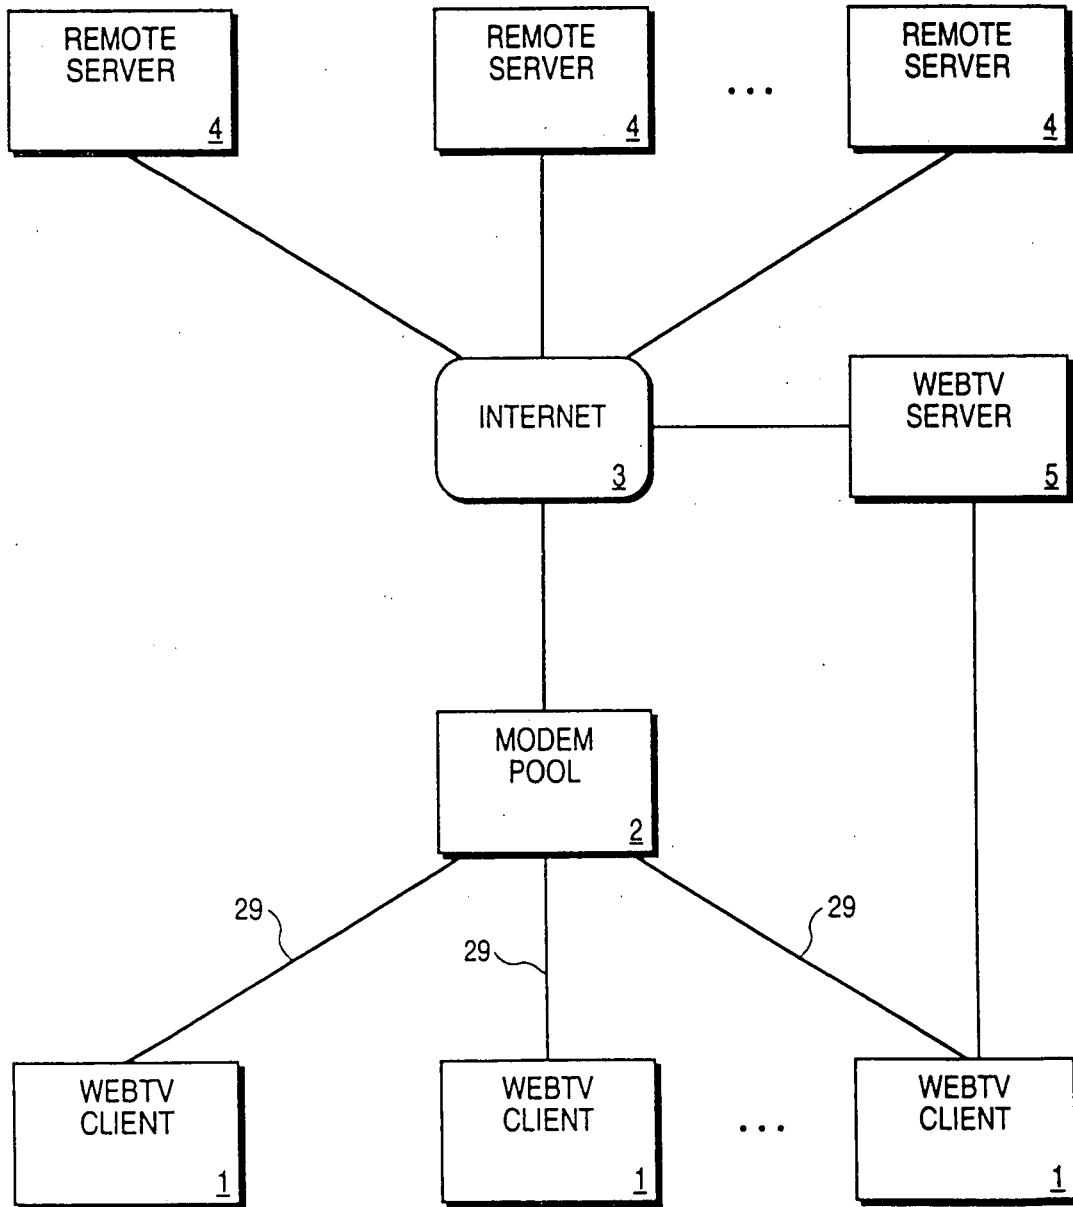 REMOTE
SERVER
4
REMOTE
SERVER
4
...
REMOTE
SERVER
4
INTERNET
3
WEBTV
SERVER
5
MODEM
POOL
2
29
29
29
WEBTV
CLIENT
1
WEBTV
CLIENT
1
...
WEBTV
CLIENT
1